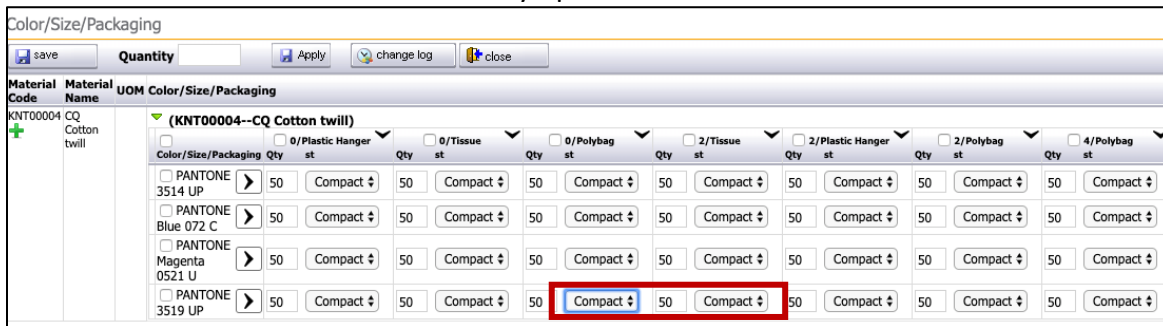 Color/Size/Packaging
save Quantity Apply change log close
Material Code Material Name UOM Color/Size/Packaging
KNT00004 CQ Cotton twill (KNT00004--CQ Cotton twill)
0/Plastic Hanger 0/Tissue 0/Polybag 2/Tissue 2/Plastic Hanger 2/Polybag 4/Polybag
Color/Size/Packaging Qty st Qty st Qty st Qty st Qty st Qty st Qty st
PANTONE 3514 UP 50 Compact 50 Compact 50 Compact 50 Compact 50 Compact 50 Compact 50 Compact
PANTONE Blue 072 C 50 Compact 50 Compact 50 Compact 50 Compact 50 Compact 50 Compact 50 Compact
PANTONE Magenta 0521 U 50 Compact 50 Compact 50 Compact 50 Compact 50 Compact 50 Compact 50 Compact
PANTONE 3519 UP 50 Compact 50 Compact 50 Compact 50 Compact 50 Compact 50 Compact 50 Compact